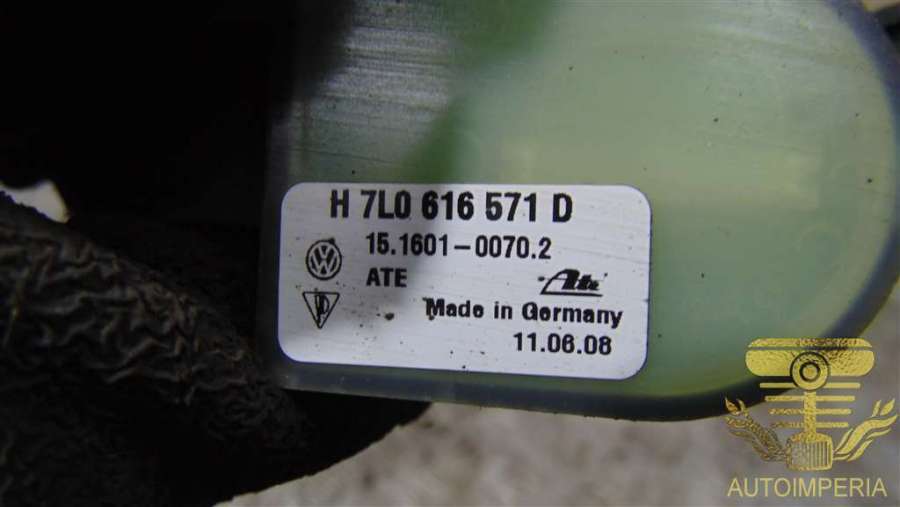 H 7L0 616 571 D
15.1601-0070.2
ATE
Ate
Made in Germany
11.06.08
AUTOIMPERIA